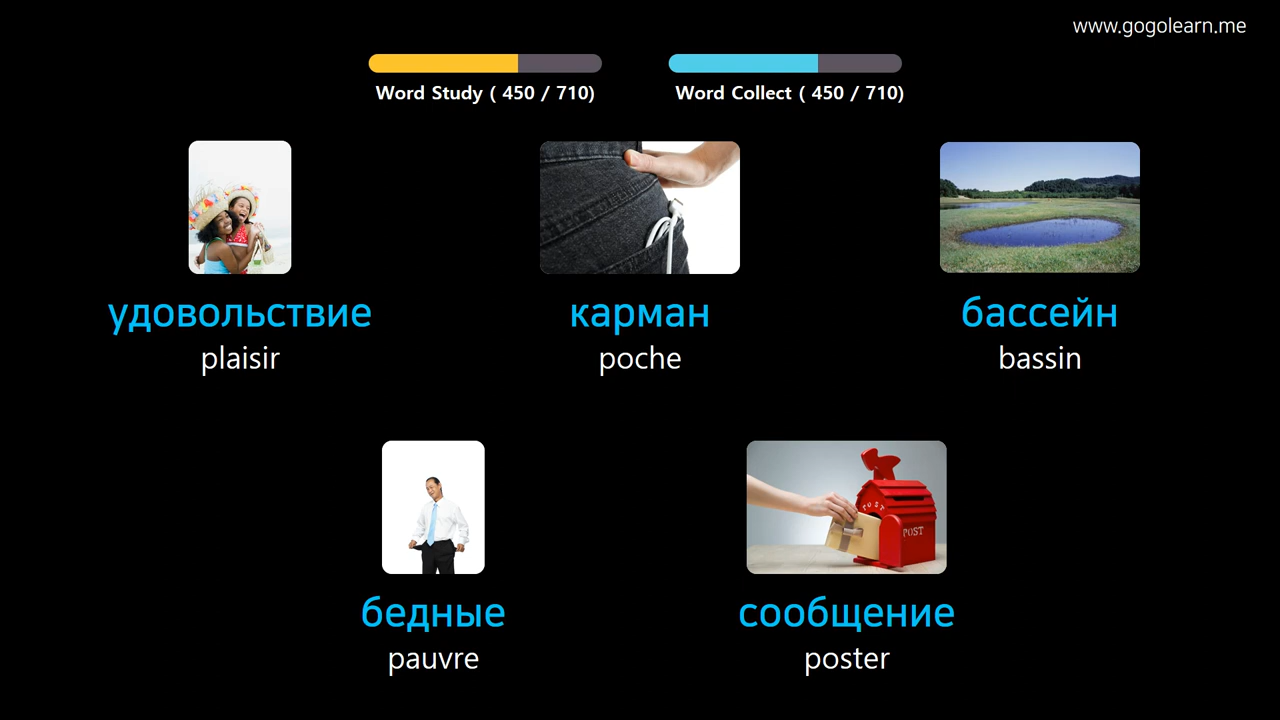 www.gogolearn.me
Word Study ( 450 / 710)
Word Collect ( 450 / 710)
удовольствие
plaisir
карман
poche
бассейн
bassin
бедные
pauvre
POST
POST
сообщение
poster